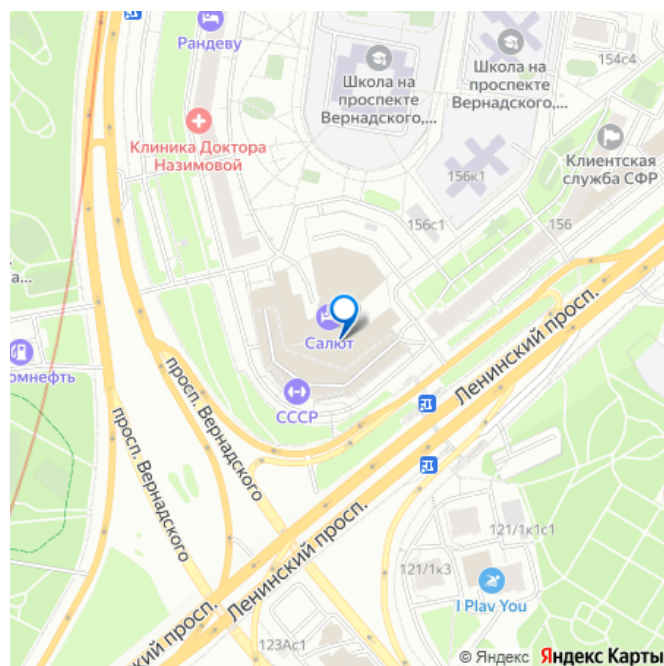 Рандеву
Школа на
проспекте
Вернадского,...
Школа на
проспекте
Вернадского,...
154с4
Клиника Доктора
Назимовой
Клиентская
служба СФР
156к1
156с1
156
а...
Салют
омнефть
СССР
Ленинский просп.
просп. Вернадского
просп. Вернадского
Ленинский просп.
ский просп.
121/1к1с1
121/1к3
I Play You
123Ас1
© Яндекс Яндекс Карты